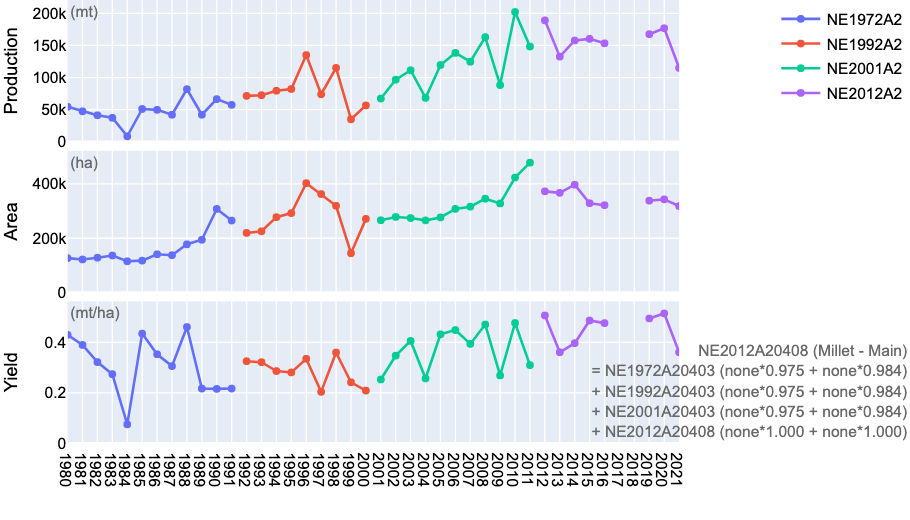 (mt)
Production
200k
150k
100k
50k
0
NE1972A2
NE1992A2
NE2001A2
NE2012A2
(ha)
Area
400k
200k
0
(mt/ha)
Yield
0.4
0.2
0
NE2012A20408 (Millet - Main)
= NE1972A20403 (none*0.975 + none*0.984)
+ NE1992A20403 (none*0.975 + none*0.984)
+ NE2001A20403 (none*0.975 + none*0.984)
+ NE2012A20408 (none*1.000 + none*1.000)
1980
1981
1982
1983
1984
1985
1986
1987
1988
1989
1990
1991
1992
1993
1994
1995
1996
1997
1998
1999
2000
2001
2002
2003
2004
2005
2006
2007
2008
2009
2010
2011
2012
2013
2014
2015
2016
2017
2018
2019
2020
2021